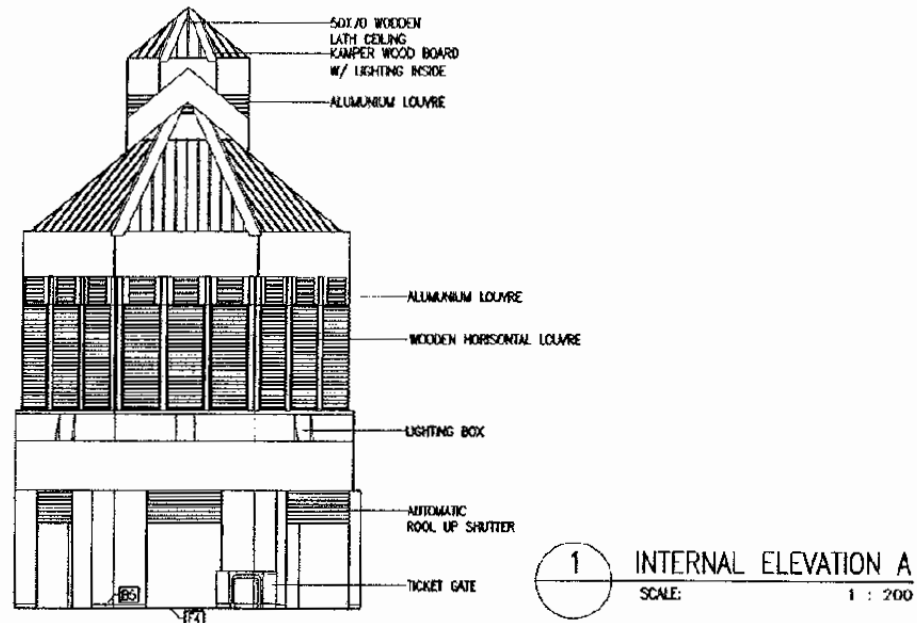 50X/0 WOODEN
LATH CEILING
KAMPER WOOD BOARD
W/ LIGHTING INSIDE
ALUMUNIUM LOUVRE
ALUMUNIUM LOUVRE
WOODEN HORISONTAL LOUVRE
LIGHTING BOX
AUTOMATIC
ROOL UP SHUTTER
TICKET GATE
1
INTERNAL ELEVATION A
SCALE: 1 : 200